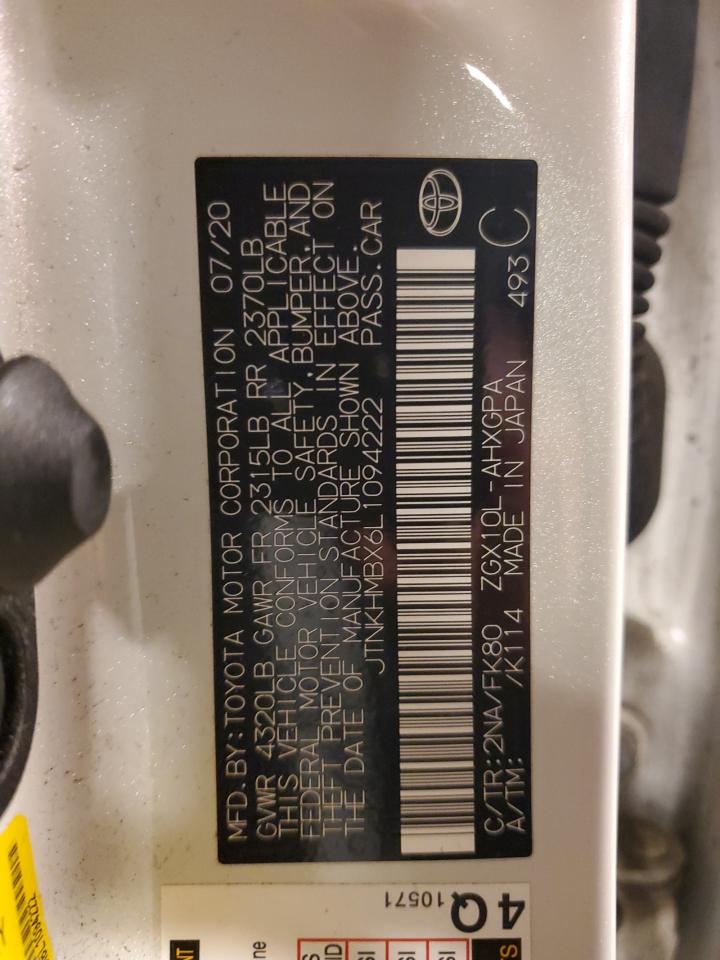 MFD.BY:TOYOTA MOTOR CORPORATION 07/20
GVWR 4320LB GAWR FR 2315LB RR 2370LB
THIS VEHICLE CONFORMS TO ALL APPLICABLE
FEDERAL MOTOR VEHICLE SAFETY,BUMPER,AND
THEFT PREVENTION STANDARDS IN EFFECT ON
THE DATE OF MANUFACTURE SHOWN ABOVE.
JTNKHMBX6L1094222 PASS.CAR
C/TR:2NA/FK80 ZGX10L-AHXGPA
A/TM: /K114 MADE IN JAPAN 493 C
4Q 10571